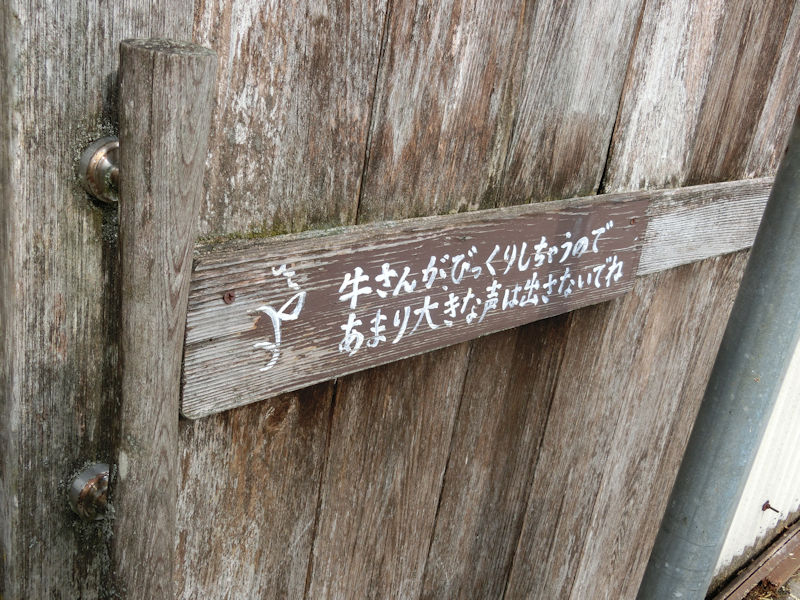 牛さんが、びっくりしちゃうので
あまり大きな声は出さないでね